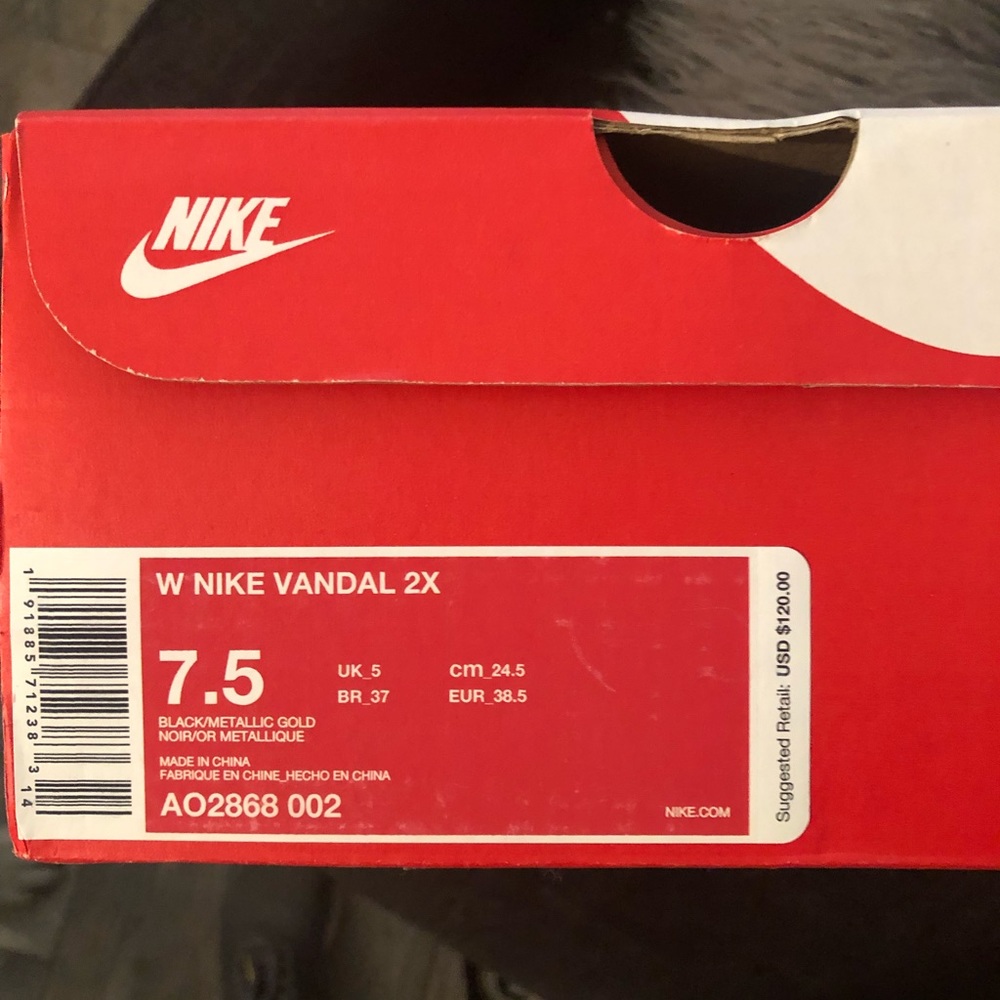 NIKE
W NIKE VANDAL 2X
7.5
UK_5 cm_24.5
BR_37 EUR_38.5
BLACK/METALLIC GOLD
NOIR/OR METALLIQUE
MADE IN CHINA
FABRIQUE EN CHINE_HECHO EN CHINA
AO2868 002
NIKE.COM
1 91885 71238 3 14
Suggested Retail: USD $120.00